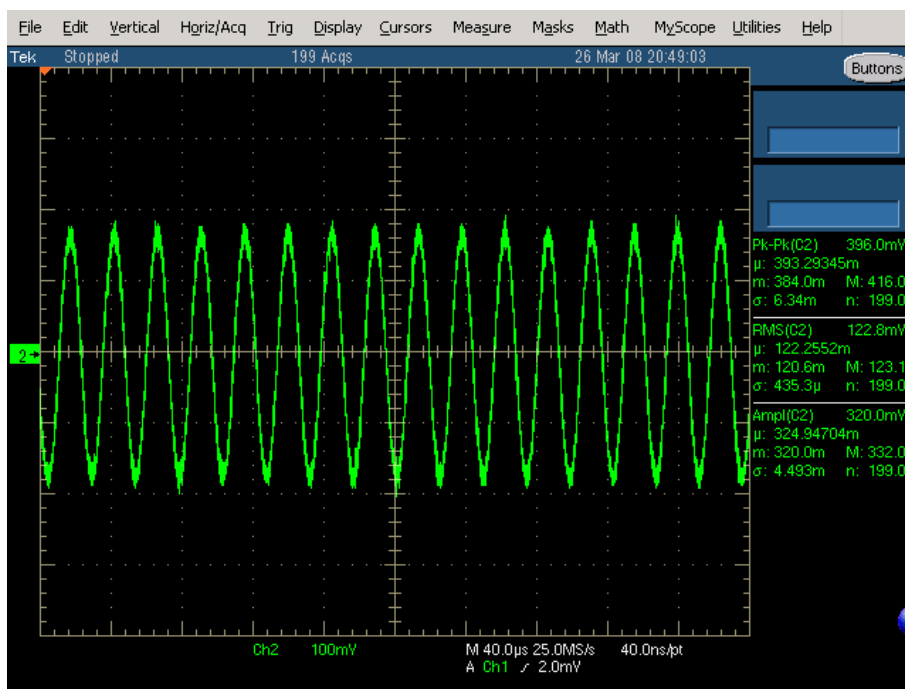 File Edit Vertical Horiz/Acq Trig Display Cursors Measure Masks Math MyScope Utilities Help
Tek Stopped 199 Acqs 26 Mar 08 20:49:03
Buttons
Pk-Pk(C2) 396.0mV
µ: 393.29345m
m: 384.0m M: 416.0
σ: 6.34m n: 199.0
RMS(C2) 122.8mV
µ: 122.2552m
m: 120.6m M: 123.1
σ: 435.3µ n: 199.0
Ampl(C2) 320.0mV
µ: 324.94704m
m: 320.0m M: 332.0
σ: 4.493m n: 199.0
2
Ch2 100mV M 40.0µs 25.0MS/s 40.0ns/pt
A Ch1 2.0mV